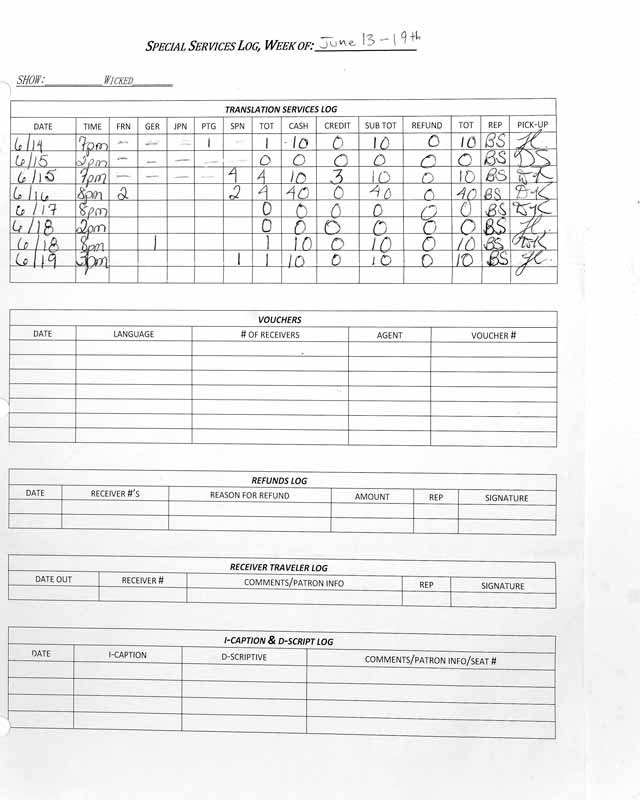 SPECIAL SERVICES LOG, WEEK OF: June 13-19th
SHOW: WICKED
TRANSLATION SERVICES LOG
DATE TIME FRN GER JPN PTG SPN TOT CASH CREDIT SUB TOT REFUND TOT REP PICK-UP
6/14 7pm — — — 1 — 1 10 0 10 0 10 BS
6/15 2pm — — — — — 0 0 0 0 0 0 BS DS
6/15 7pm — — — — 4 4 10 3 10 0 10 BS DK
6/16 8pm 2 2 4 40 0 40 0 40 BS DK
6/17 8pm 0 0 0 0 0 0 BS DK
6/18 2pm 0 0 0 0 0 0 BS
6/18 8pm 1 1 10 0 10 0 10 BS DK
6/19 3pm 1 1 10 0 10 0 10 BS
VOUCHERS
DATE LANGUAGE # OF RECEIVERS AGENT VOUCHER #
REFUNDS LOG
DATE RECEIVER #'S REASON FOR REFUND AMOUNT REP SIGNATURE
RECEIVER TRAVELER LOG
DATE OUT RECEIVER # COMMENTS/PATRON INFO REP SIGNATURE
I-CAPTION & D-SCRIPT LOG
DATE I-CAPTION D-SCRIPTIVE COMMENTS/PATRON INFO/SEAT #